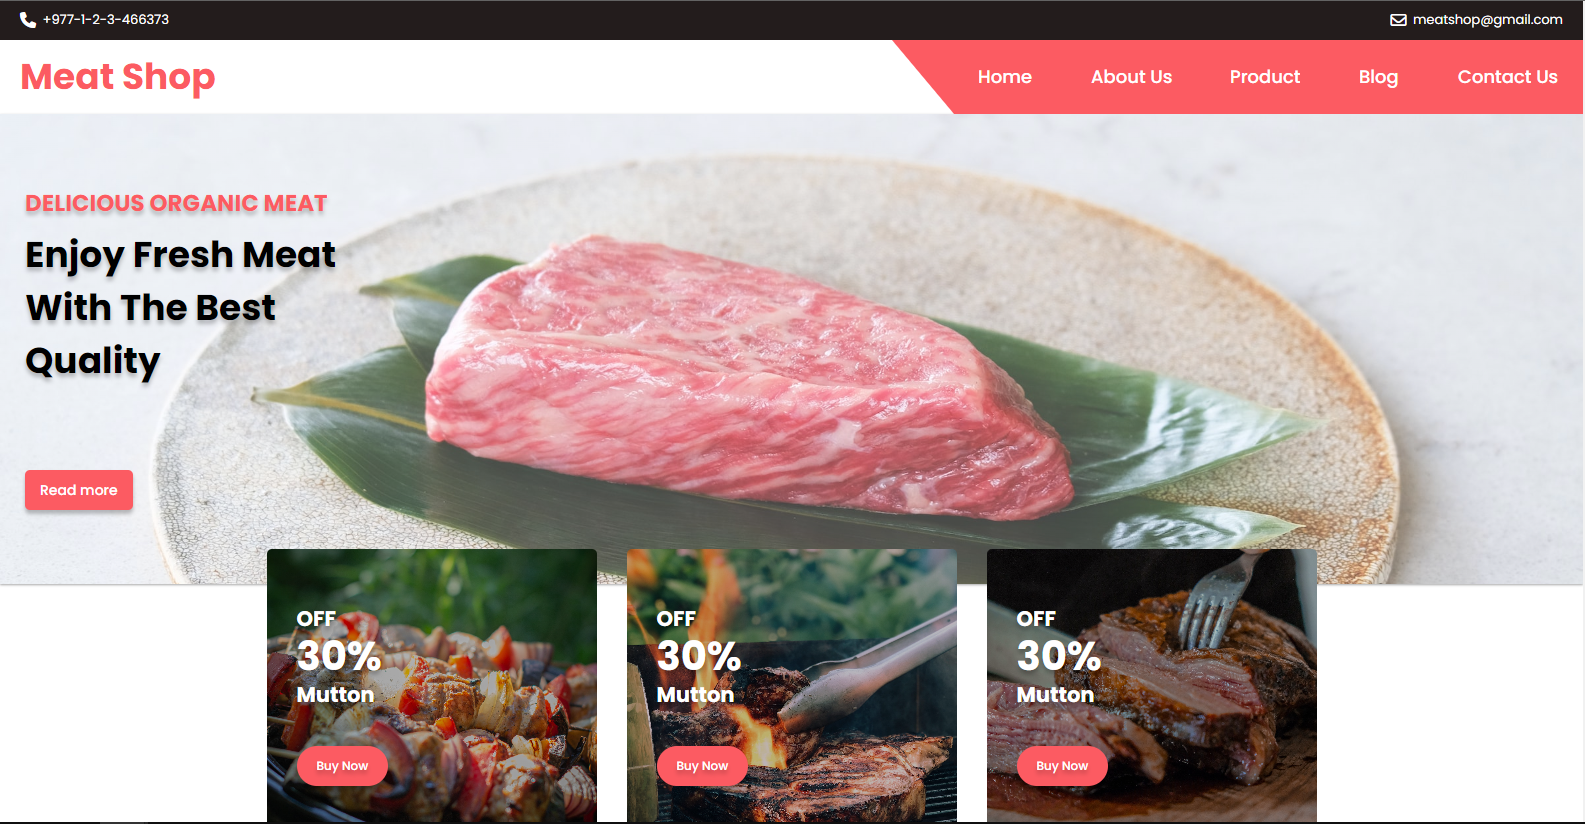 +977-1-2-3-466373
meatshop@gmail.com
Meat Shop
Home
About Us
Product
Blog
Contact Us
DELICIOUS ORGANIC MEAT
Enjoy Fresh Meat
With The Best
Quality
Read more
OFF
30%
Mutton
Buy Now
OFF
30%
Mutton
Buy Now
OFF
30%
Mutton
Buy Now